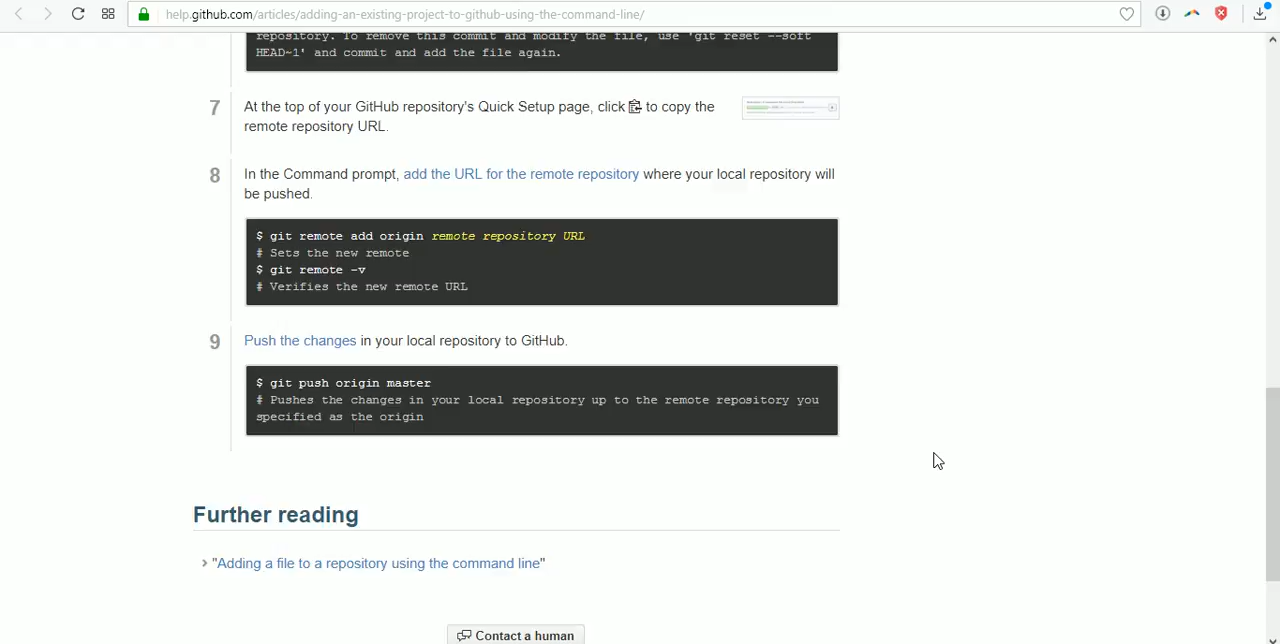 help.github.com/articles/adding-an-existing-project-to-github-using-the-command-line/
repository. To remove this commit and modify the file, use 'git reset --soft
HEAD~1' and commit and add the file again.
7
At the top of your GitHub repository's Quick Setup page, click to copy the
remote repository URL.
8
In the Command prompt, add the URL for the remote repository where your local repository will
be pushed.
$ git remote add origin remote repository URL
# Sets the new remote
$ git remote -v
# Verifies the new remote URL
9
Push the changes in your local repository to GitHub.
$ git push origin master
# Pushes the changes in your local repository up to the remote repository you
specified as the origin
Further reading
"Adding a file to a repository using the command line"
Contact a human